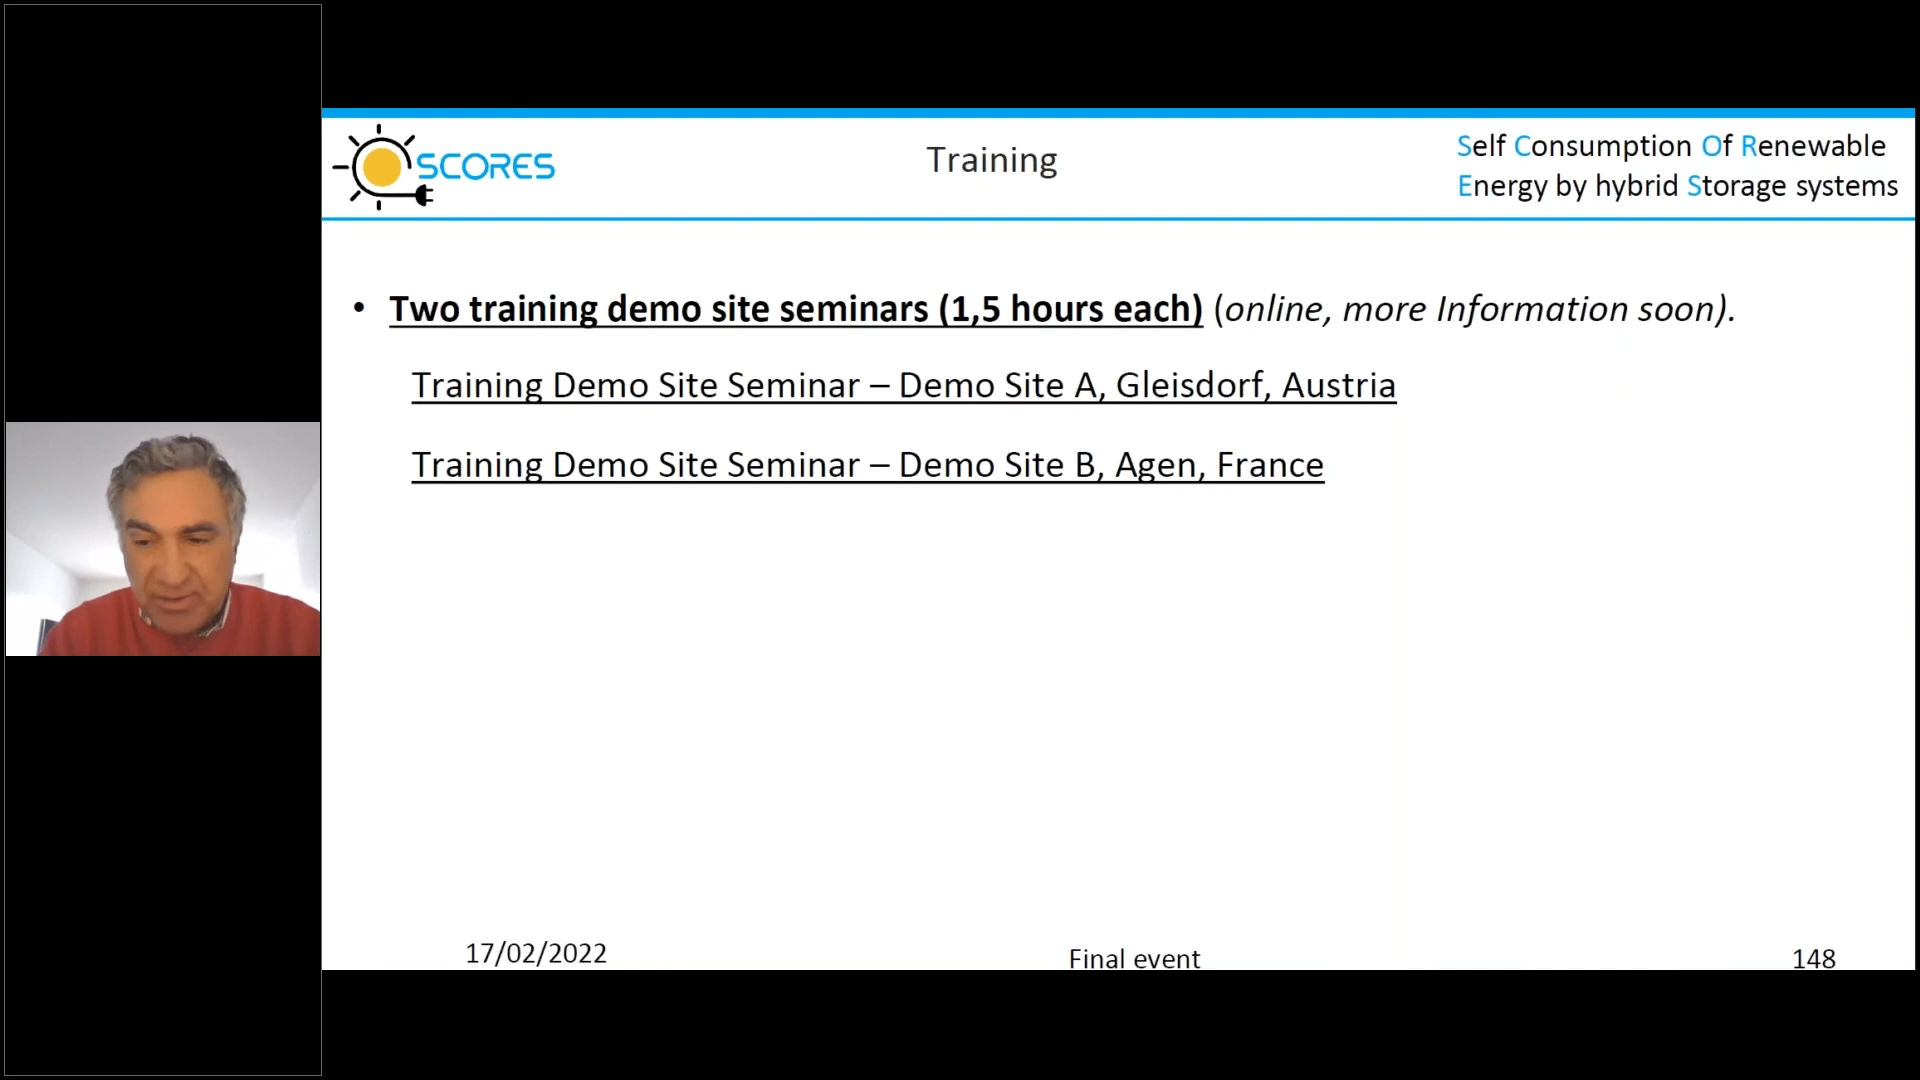 SCORES
Training
Self Consumption Of Renewable
Energy by hybrid Storage systems
• Two training demo site seminars (1,5 hours each) (online, more Information soon).
Training Demo Site Seminar – Demo Site A, Gleisdorf, Austria
Training Demo Site Seminar – Demo Site B, Agen, France
17/02/2022
Final event
148